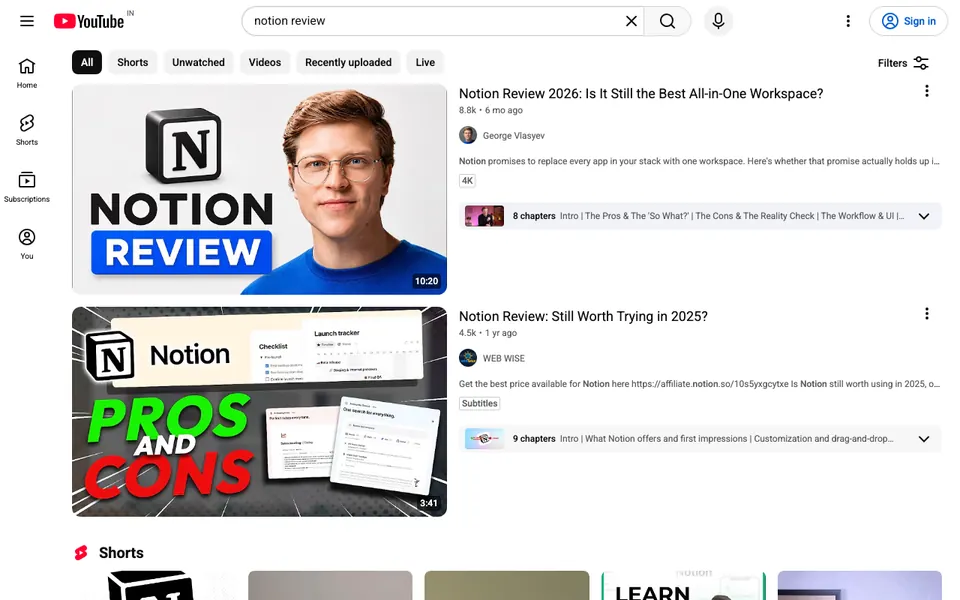 YouTube IN
notion review
Sign in
All
Shorts
Unwatched
Videos
Recently uploaded
Live
Filters
Home
Shorts
Subscriptions
You
N
NOTION
REVIEW
10:20
Notion Review 2026: Is It Still the Best All-in-One Workspace?
8.8k • 6 mo ago
George Vlasyev
Notion promises to replace every app in your stack with one workspace. Here's whether that promise actually holds up i...
4K
8 chapters Intro | The Pros & The 'So What?' | The Cons & The Reality Check | The Workflow & UI |...
N Notion
Checklist
Launch tracker
PROS
AND
CONS
3:41
Notion Review: Still Worth Trying in 2025?
4.5k • 1 yr ago
WEB WISE
Get the best price available for Notion here https://affiliate.notion.so/10s5yxgcytxe Is Notion still worth using in 2025, o...
Subtitles
9 chapters Intro | What Notion offers and first impressions | Customization and drag-and-drop...
Shorts
Notion
LEARN